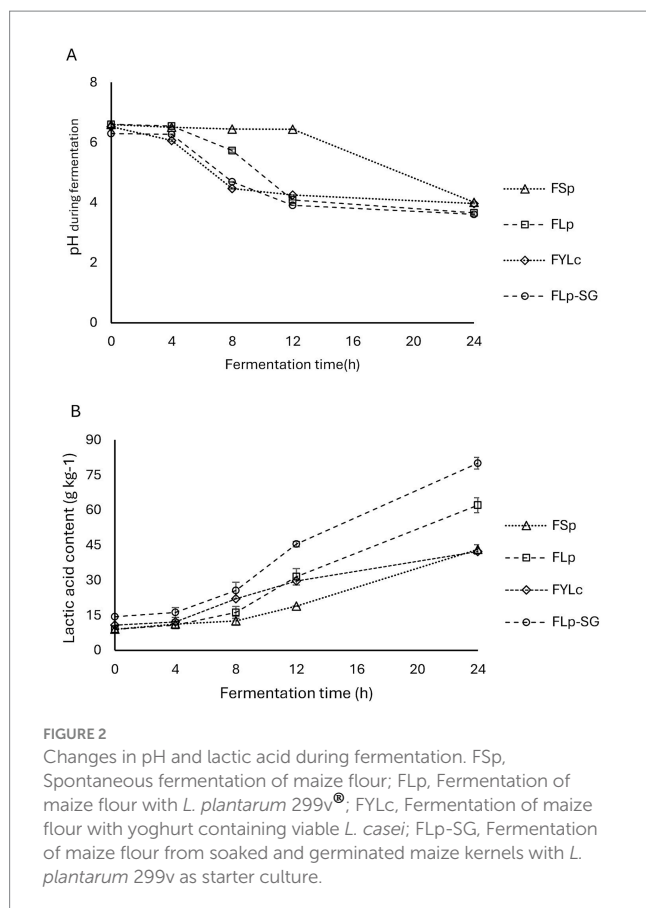 A
8
6
4
2
0
pH during fermentation
0 4 8 12 16 20 24
Fermentation time(h)
FSp
FLp
FYLc
FLp-SG
B
90
75
60
45
30
15
0
Lactic acid content (g kg-1)
0 4 8 12 16 20 24
Fermentation time (h)
FSp
FLp
FYLc
FLp-SG
FIGURE 2
Changes in pH and lactic acid during fermentation. FSp,
Spontaneous fermentation of maize flour; FLp, Fermentation of
maize flour with L. plantarum 299v®; FYLc, Fermentation of maize
flour with yoghurt containing viable L. casei; FLp-SG, Fermentation
of maize flour from soaked and germinated maize kernels with L.
plantarum 299v as starter culture.